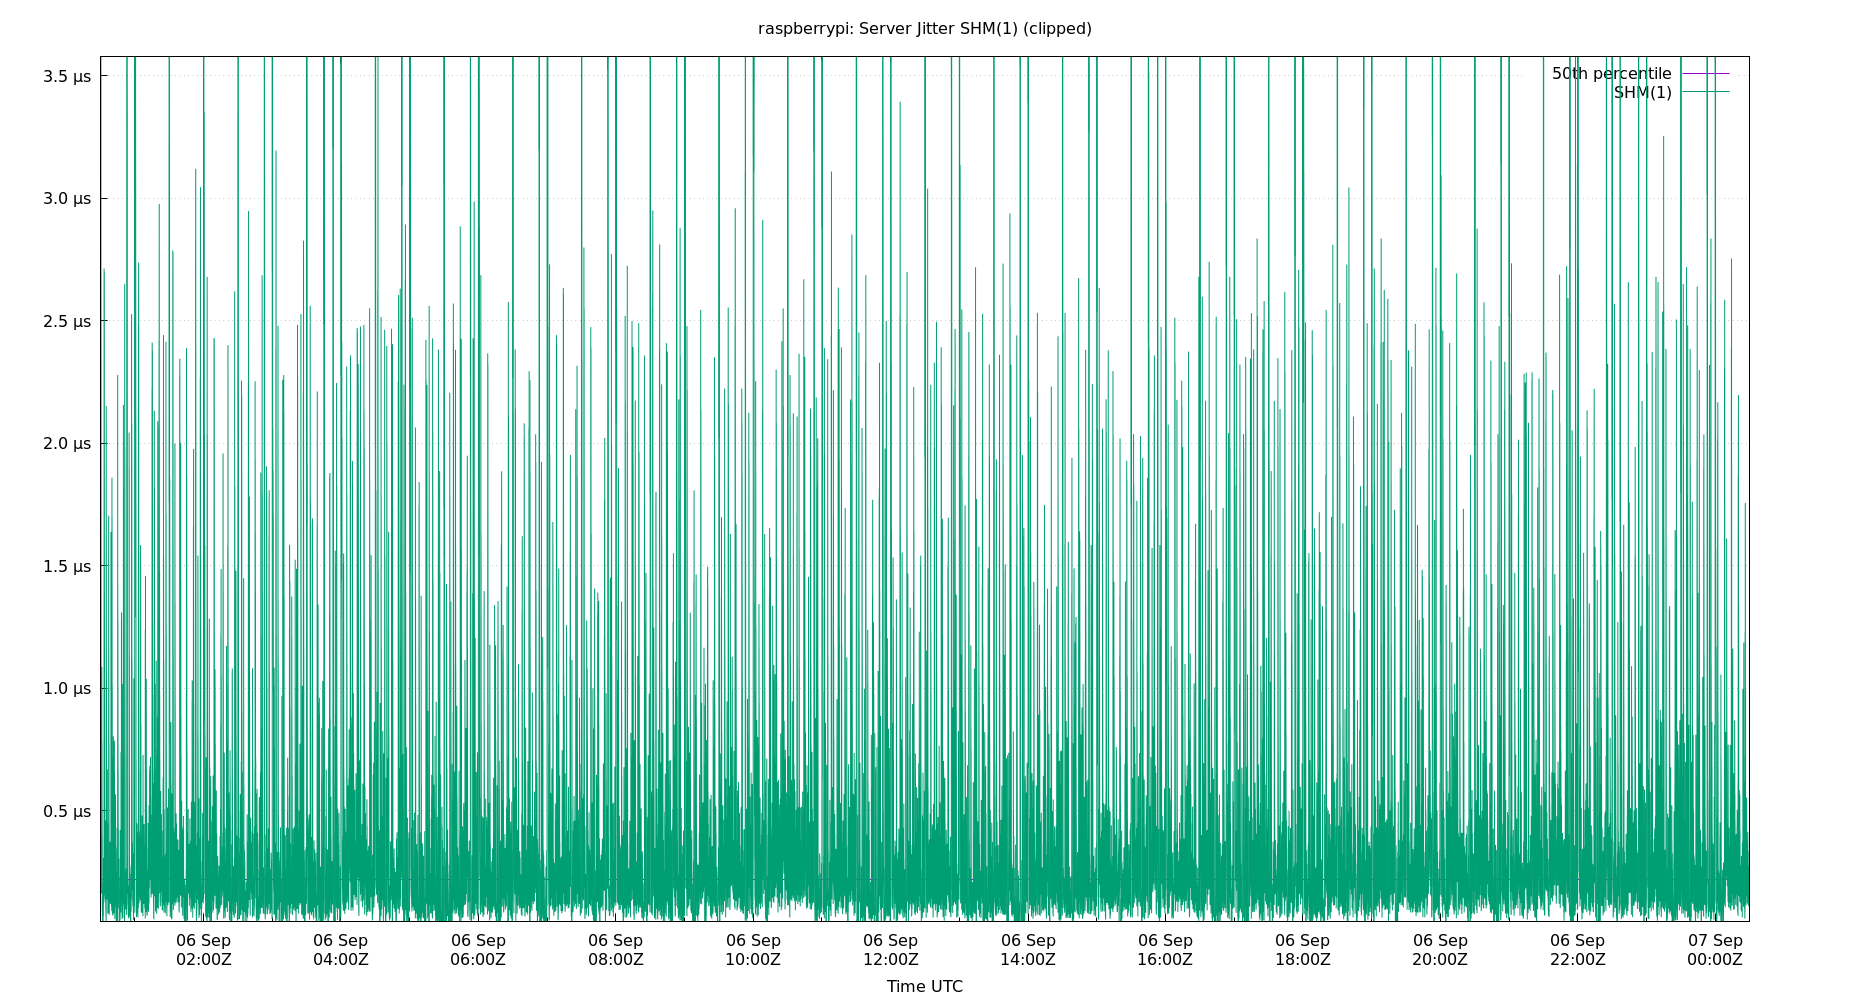 raspberrypi: Server Jitter SHM(1) (clipped)
50th percentile
SHM(1)
3.5 µs
3.0 µs
2.5 µs
2.0 µs
1.5 µs
1.0 µs
0.5 µs
06 Sep 06 Sep 06 Sep 06 Sep 06 Sep 06 Sep 06 Sep 06 Sep 06 Sep 06 Sep 06 Sep 07 Sep
02:00Z 04:00Z 06:00Z 08:00Z 10:00Z 12:00Z 14:00Z 16:00Z 18:00Z 20:00Z 22:00Z 00:00Z
Time UTC